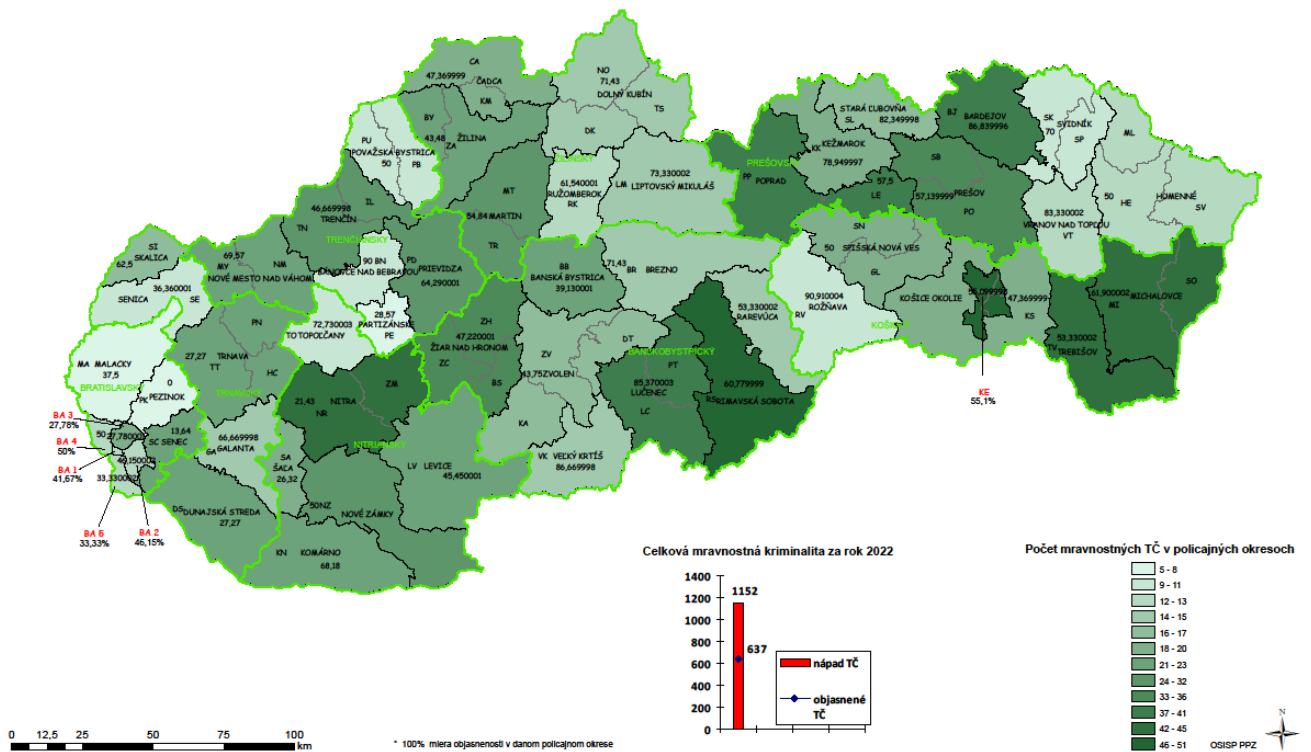 CA
47,369999
ČADCA
KM
NO
71,43
DOLNÝ KUBÍN
TS
DK
BY
43,48
ŽILINA
ZA
PU
POVAŽSKÁ BYSTRICA
50
PB
STARÁ ĽUBOVŇA
SL
82,349998
BJ
BARDEJOV
86,839996
SK
70
SVIDNÍK
SP
ML
KEŽMAROK
KK
78,949997
PREŠOVSKÝ
PP
POPRAD
57,5
LE
SB
57,139999
PREŠOV
PO
HUMENNÉ
50
HE
SV
83,330002
VRANOV NAD TOPĽOU
VT
73,330002
LM
LIPTOVSKÝ MIKULÁŠ
61,540001
RUŽOMBEROK
RK
MT
54,84
MARTIN
TR
IL
46,669998
TRENČÍN
TN
TRENČIANSKY
90
BN
BÁNOVCE NAD BEBRAVOU
PD
PRIEVIDZA
64,290001
28,57
PARTIZÁNSKE
PE
SI
SKALICA
62,5
69,57
MY
NM
NOVÉ MESTO NAD VÁHOM
36,360001
SENICA
SE
72,730003
TO
TOPOĽČANY
BB
BANSKÁ BYSTRICA
39,130001
71,43
BR
BREZNO
SN
50
SPIŠSKÁ NOVÁ VES
GL
90,910004
ROŽŇAVA
RV
KOŠICE OKOLIE
47,369999
KS
53,330002
TREBIŠOV
TV
61,900002
MI
MICHALOVCE
SO
53,330002
RA
REVÚCA
ZH
47,220001
ŽIAR NAD HRONOM
ZC
BS
ZV
43,75
ZVOLEN
DT
KA
BANSKOBYSTRICKÝ
PT
85,370003
LUČENEC
LC
60,779999
RS
RIMAVSKÁ SOBOTA
VK
VEĽKÝ KRTÍŠ
86,669998
PN
27,27
TRNAVA
TT
HC
MA
MALACKY
37,5
BRATISLAVSKÝ
0
PEZINOK
PK
ZM
21,43
NITRA
NR
NITRIANSKY
13,64
SC
SENEC
66,669998
GALANTA
GA
SA
ŠAĽA
26,32
LV
LEVICE
45,450001
50
NZ
NOVÉ ZÁMKY
DS
DUNAJSKÁ STREDA
27,27
KN
KOMÁRNO
68,18
BA 3
27,78%
BA 4
50%
BA 1
41,67%
BA 5
33,33%
BA 2
46,15%
50
33,330002
KE
55,1%
Celková mravnostná kriminalita za rok 2022
1400
1200
1000
800
600
400
200
0
1152
637
nápad TČ
objasnené
TČ
Počet mravnostných TČ v policajných okresoch
5 - 8
9 - 11
12 - 13
14 - 15
16 - 17
18 - 20
21 - 23
24 - 32
33 - 36
37 - 41
42 - 45
46 - 51
OSISP PPZ
N
0 12,5 25 50 75 100
km
* 100% miera objasnenosti v danom policajnom okrese